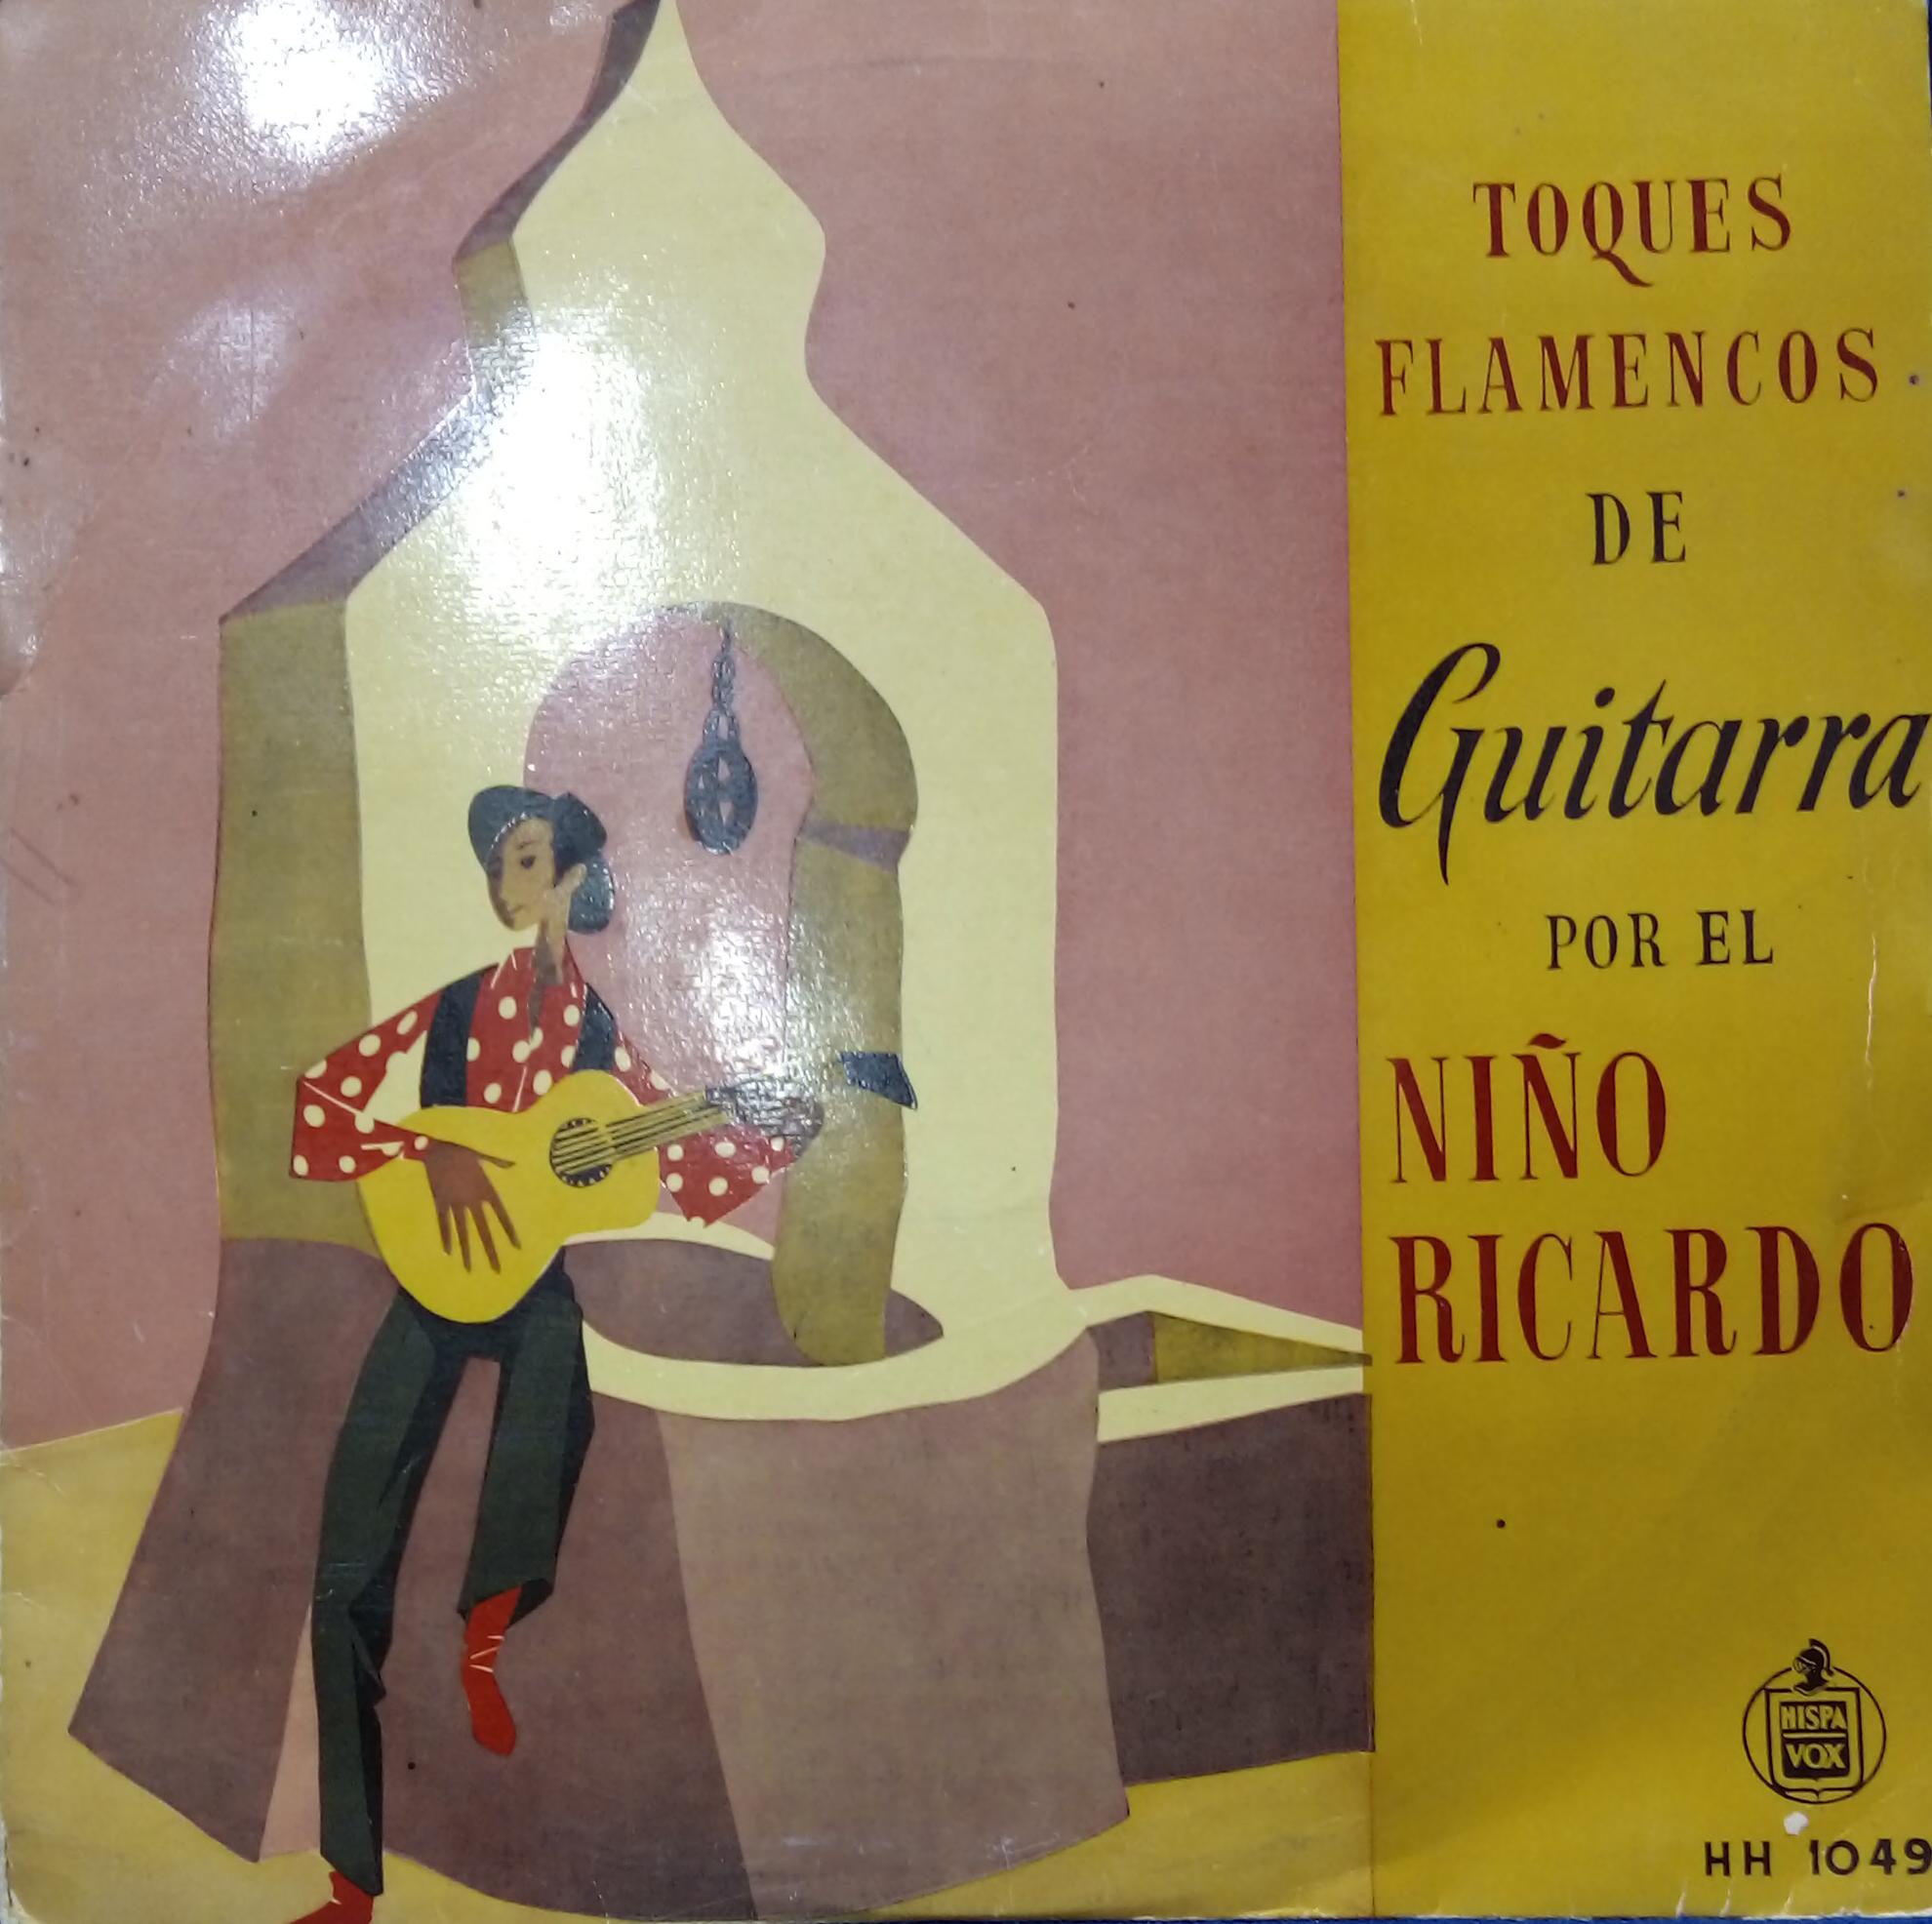 TOQUES
FLAMENCOS
DE
Guitarra
POR EL
NIÑO
RICARDO
HISPA
VOX
HH 1049